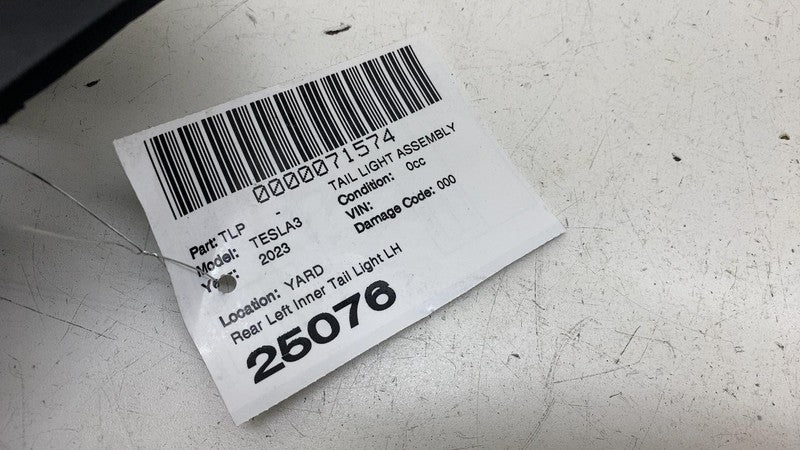 0000071574
Part: TLP - TAIL LIGHT ASSEMBLY
Model: TESLA3 Condition: 0cc
Year: 2023 VIN:
Damage Code: 000
Location: YARD
Rear Left Inner Tail Light LH
25076